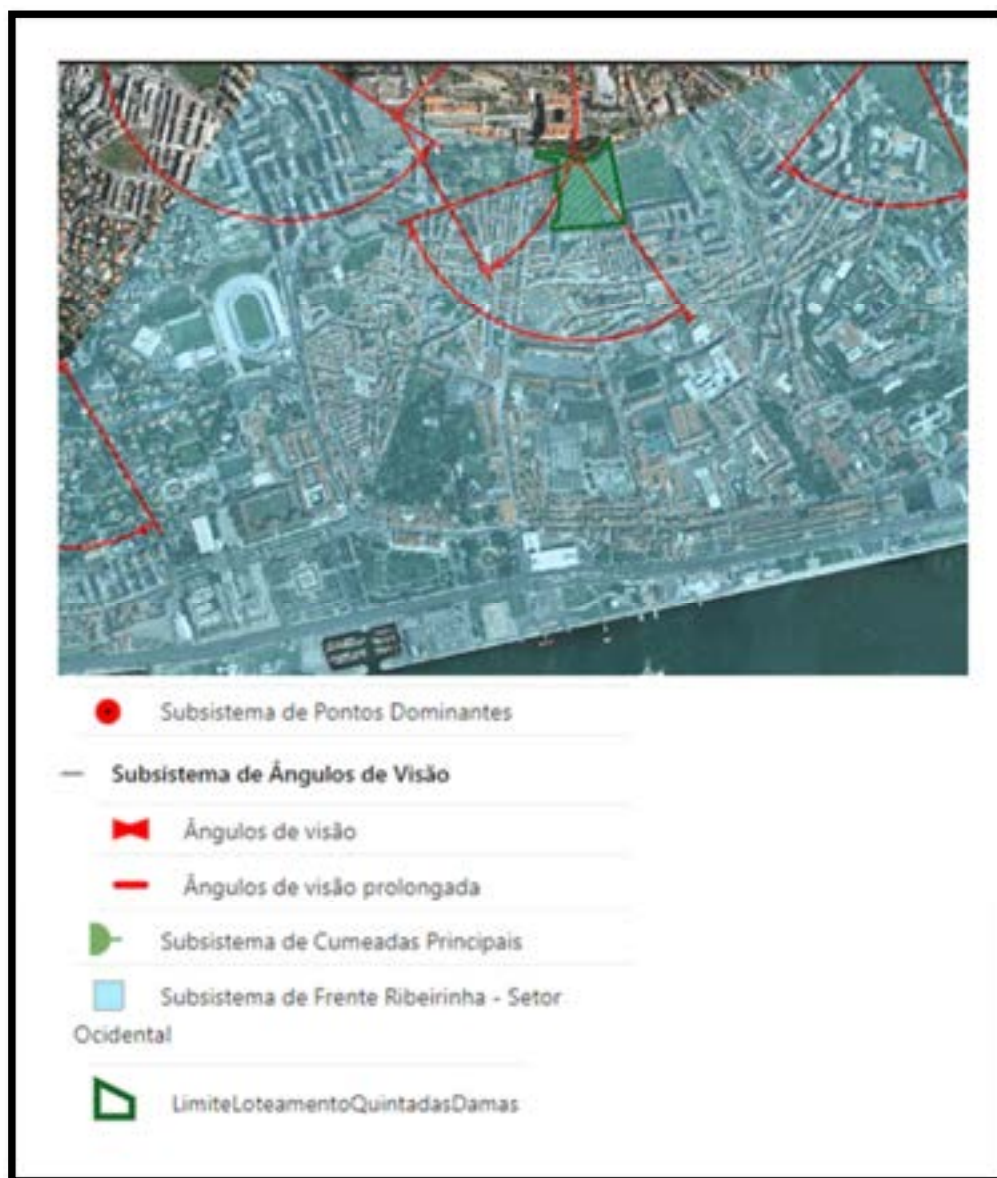 Subsistema de Pontos Dominantes
Subsistema de Ângulos de Visão
Ângulos de visão
Ângulos de visão prolongada
Subsistema de Cumeadas Principais
Subsistema de Frente Ribeirinha - Setor
Ocidental
LimiteLoteamentoQuintadasDamas